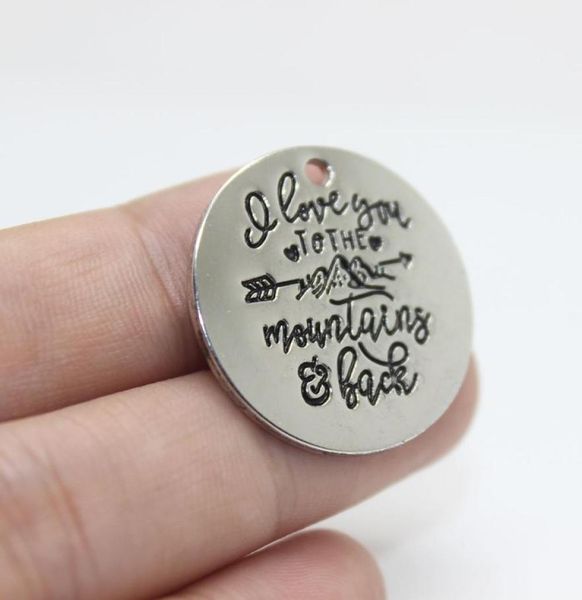 I love you
TO THE
mountains
& back